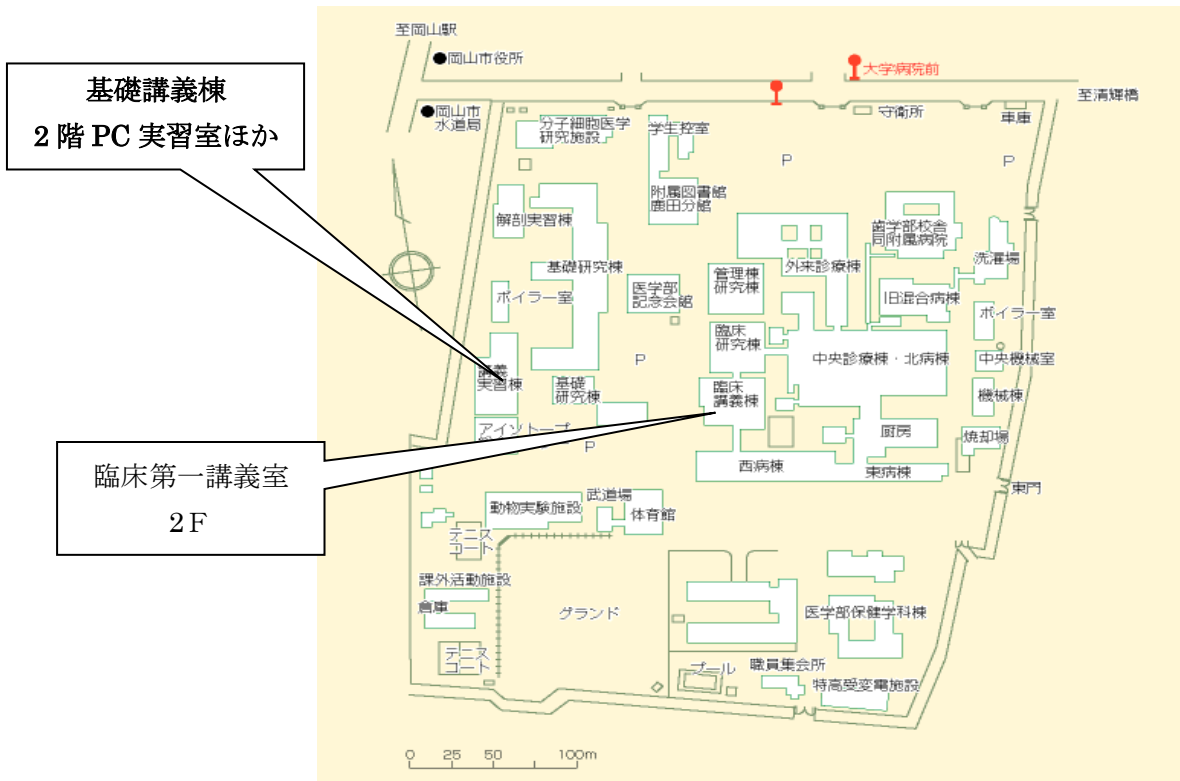 至岡山駅
●岡山市役所
大学病院前
至清輝橋
基礎講義棟
２階 PC 実習室ほか
●岡山市
水道局
分子細胞医学
研究施設
学生控室
守衛所
車庫
P
P
附属図書館
鹿田分館
解剖実習棟
歯学部校舎
同附属病院
基礎研究棟
外来診療棟
洗濯場
管理棟
研究棟
医学部
記念会館
ボイラー室
旧混合病棟
ボイラー室
臨床
研究棟
P
中央診療棟・北病棟
中央機械室
講義
実習棟
基礎
研究棟
臨床
講義棟
機械棟
アイソトープ
P
厨房
焼却場
西病棟
東病棟
臨床第一講義室
２F
東門
動物実験施設
武道場
体育館
テニス
コート
課外活動施設
倉庫
グランド
医学部保健学科棟
テニス
コート
プール
職員集会所
特高受変電施設
0 25 50 100m